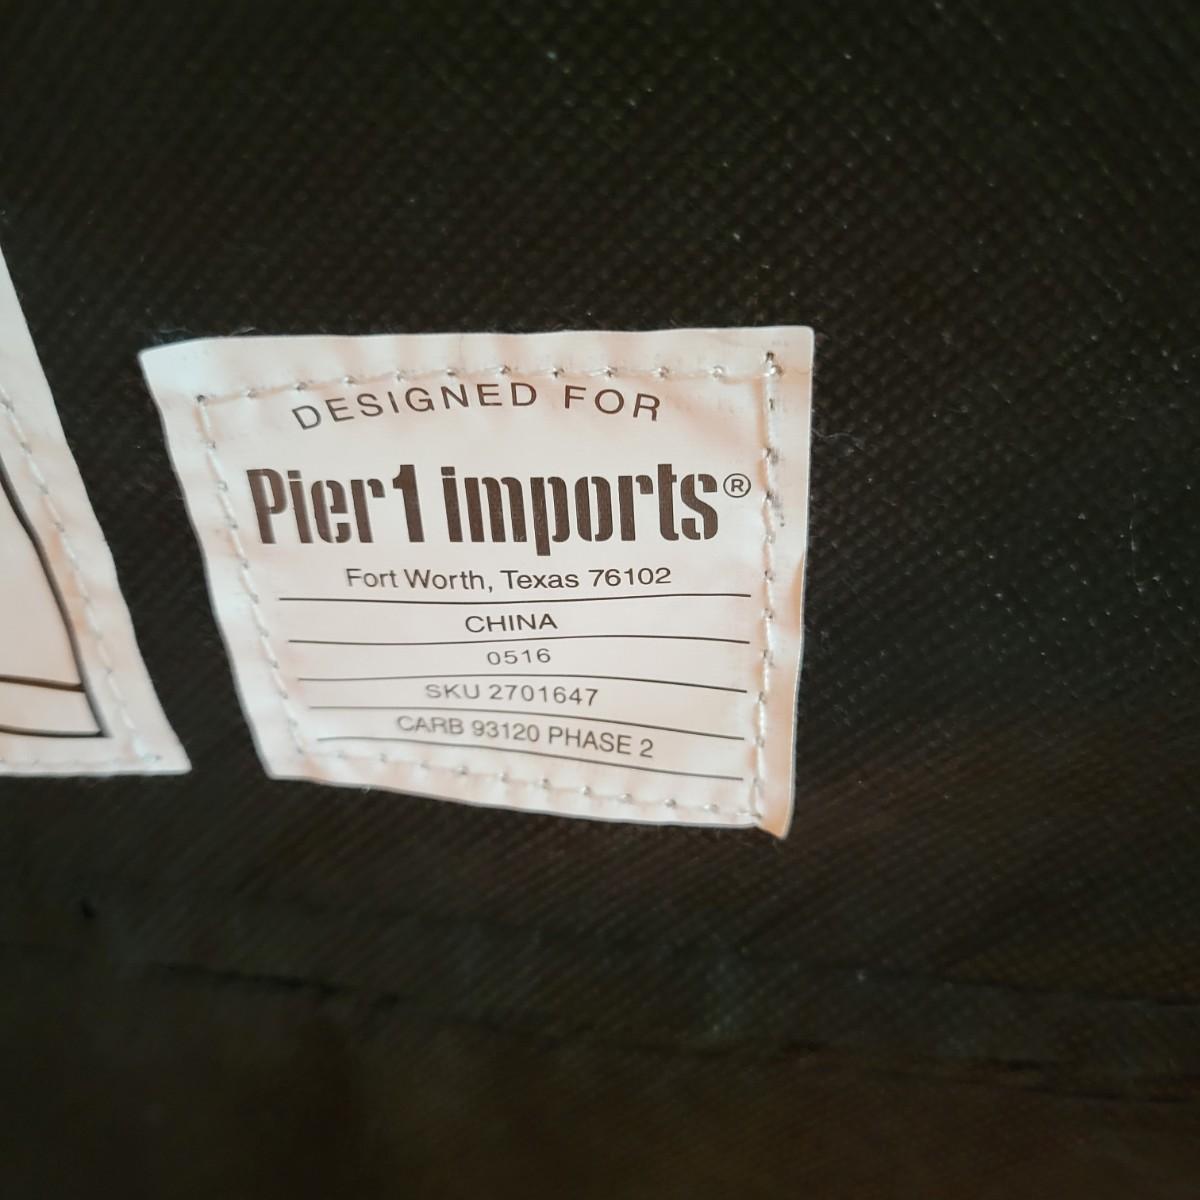 DESIGNED FOR
Pier1 imports®
Fort Worth, Texas 76102
CHINA
0516
SKU 2701647
CARB 93120 PHASE 2